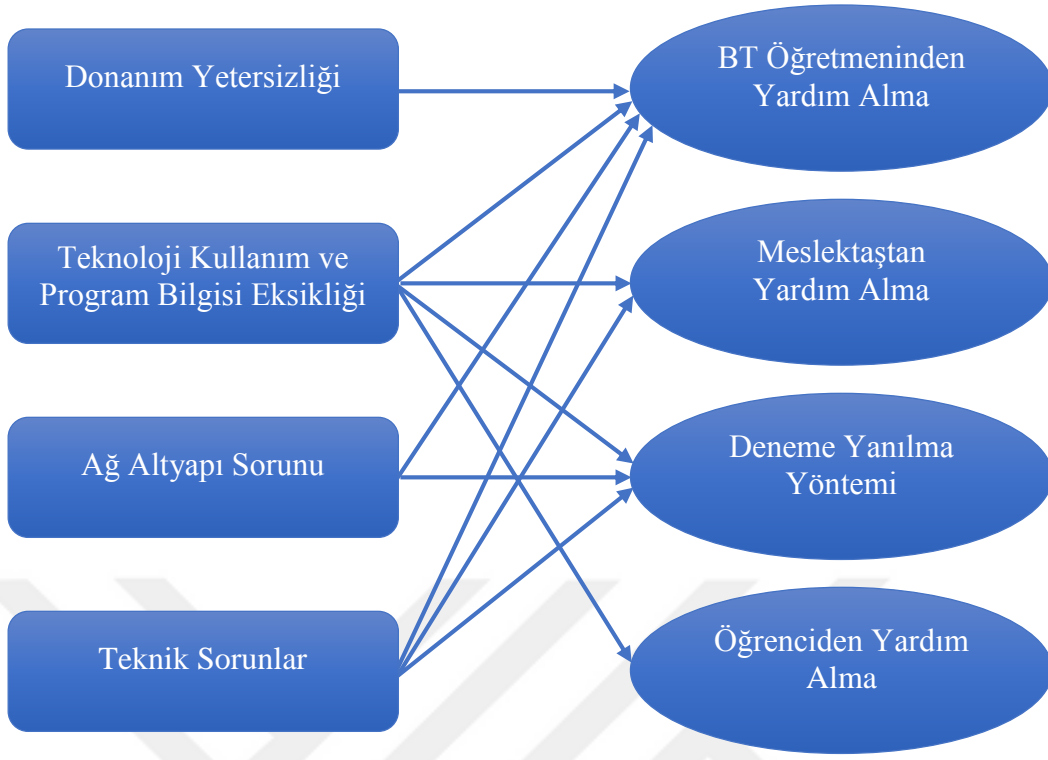 Donanım Yetersizliği
BT Öğretmeninden
Yardım Alma
Teknoloji Kullanım ve
Program Bilgisi Eksikliği
Meslektaştan
Yardım Alma
Ağ Altyapı Sorunu
Deneme Yanılma
Yöntemi
Teknik Sorunlar
Öğrenciden Yardım
Alma